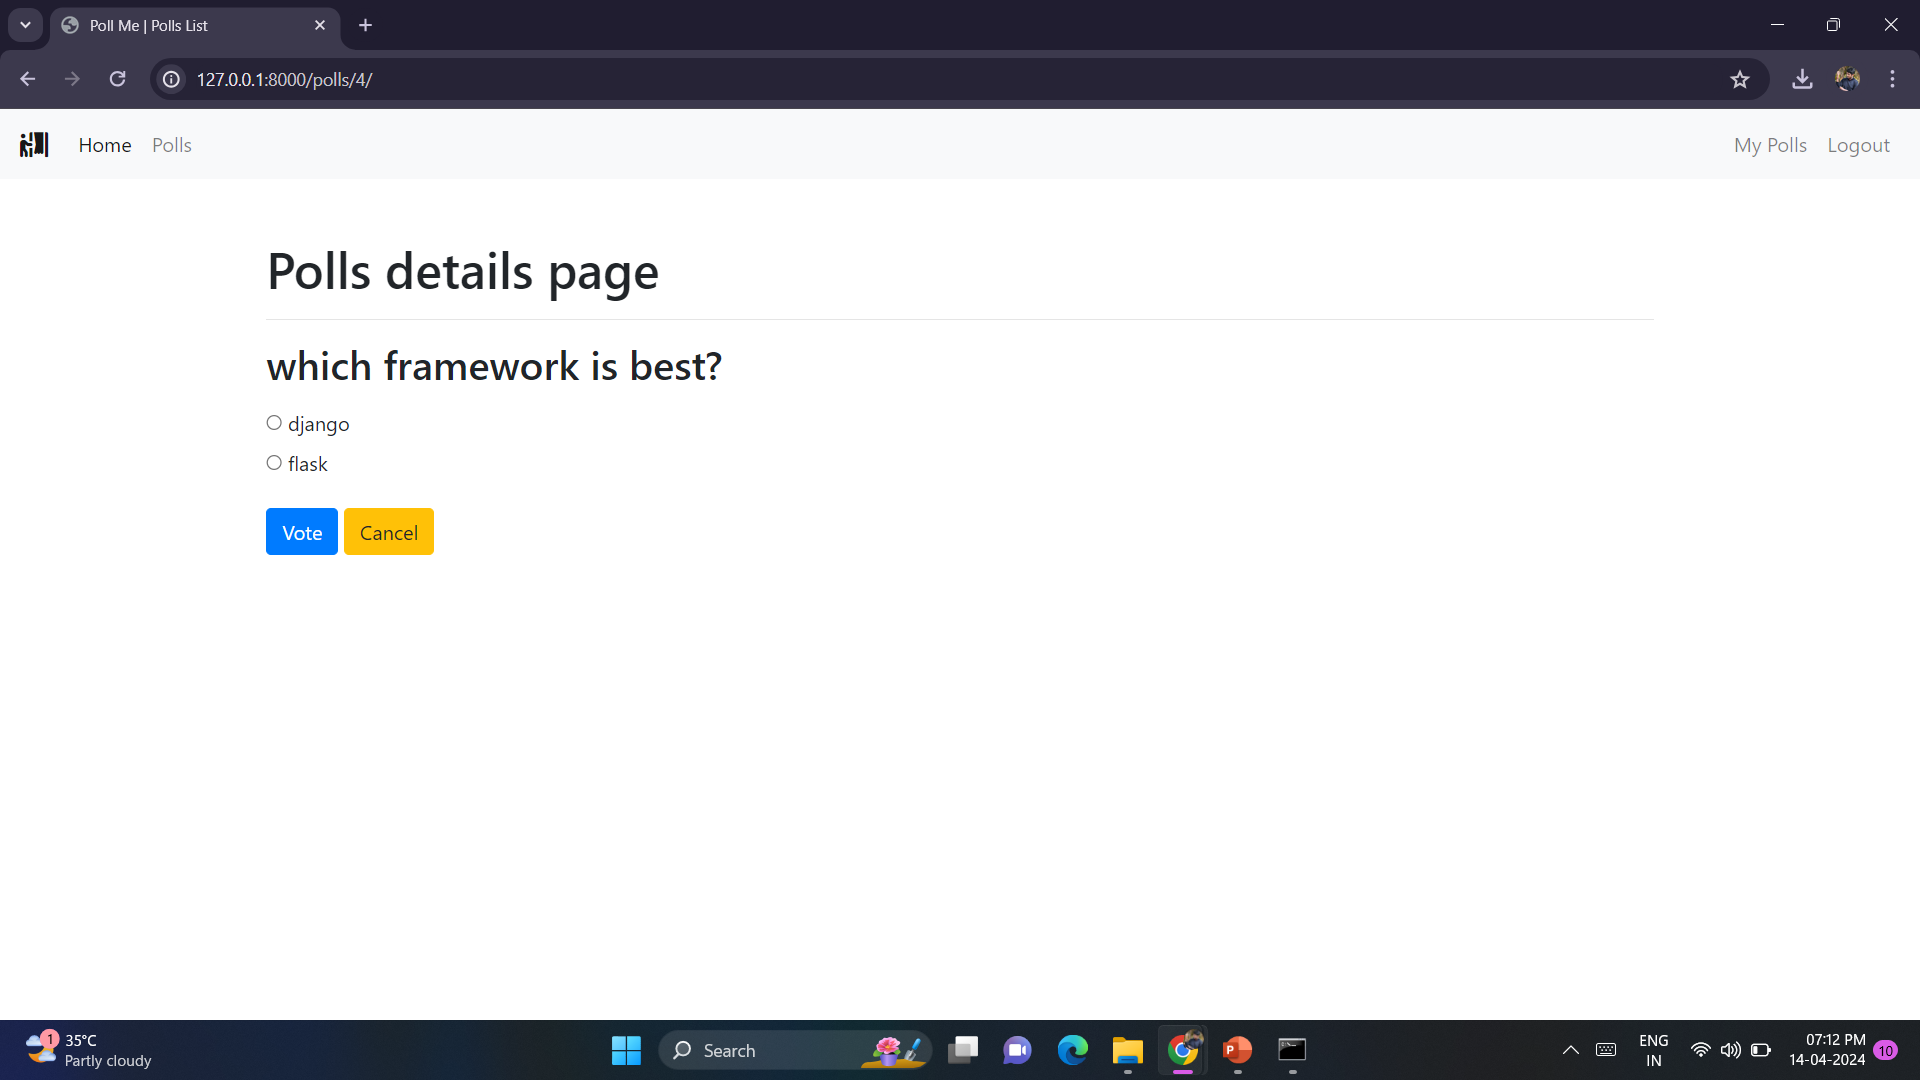 Poll Me | Polls List
127.0.0.1:8000/polls/4/
Home Polls My Polls Logout
Polls details page
which framework is best?
django
flask
Vote Cancel
1 35°C
Partly cloudy
Search
ENG
IN
07:12 PM
14-04-2024
10